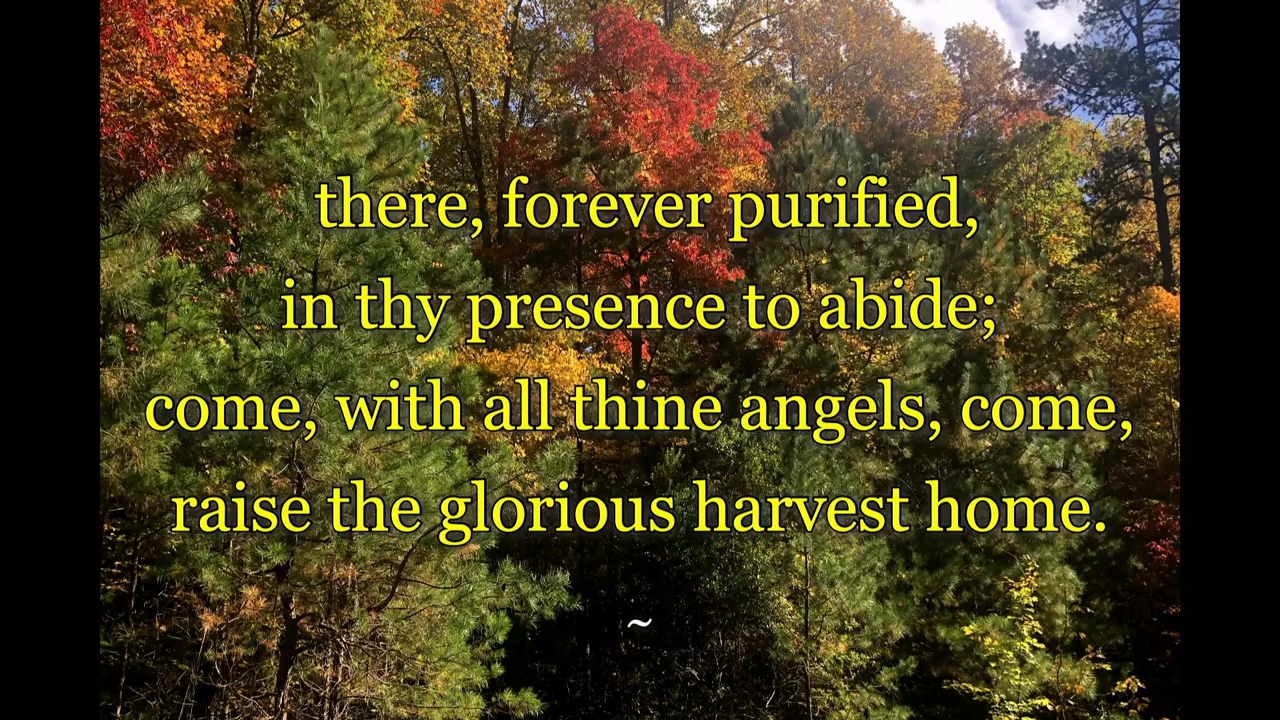 there, forever purified,
in thy presence to abide;
come, with all thine angels, come,
raise the glorious harvest home.
~